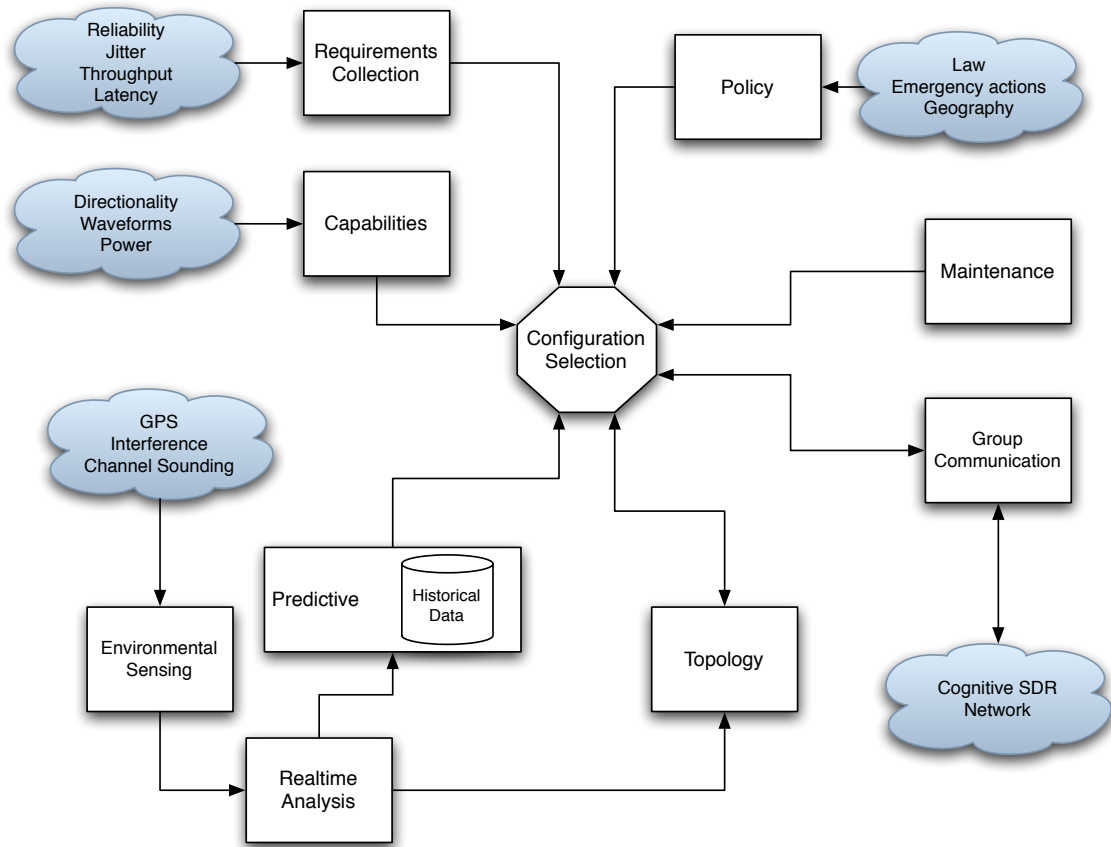 Reliability
Jitter
Throughput
Latency
Requirements
Collection
Policy
Law
Emergency actions
Geography
Directionality
Waveforms
Power
Capabilities
Maintenance
Configuration
Selection
GPS
Interference
Channel Sounding
Group
Communication
Predictive
Historical
Data
Environmental
Sensing
Topology
Cognitive SDR
Network
Realtime
Analysis